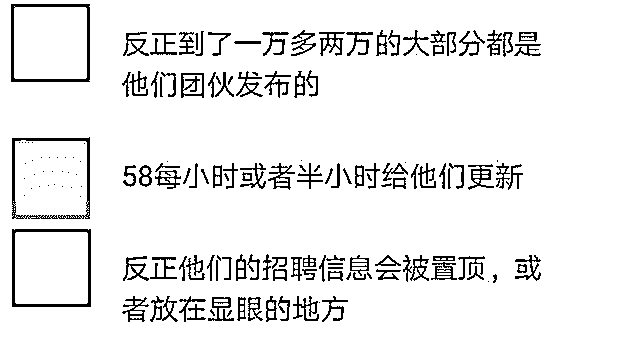 反正到了一万多两万的大部分都是
他们团伙发布的
58每小时或者半小时给他们更新
反正他们的招聘信息会被置顶，或
者放在显眼的地方